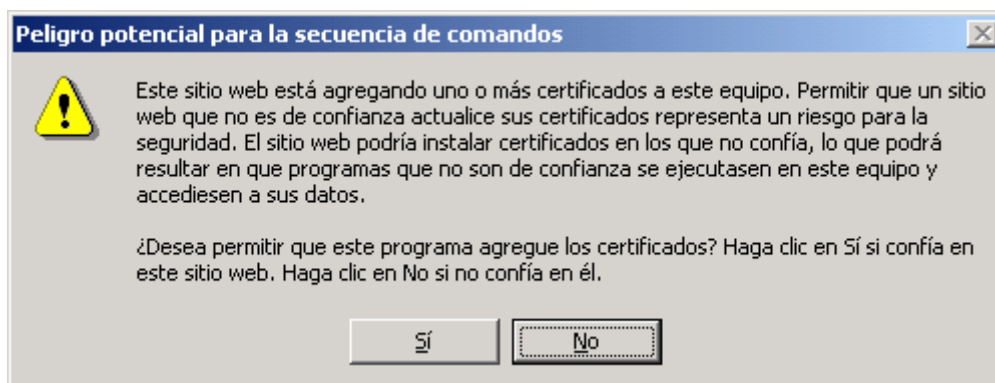 Peligro potencial para la secuencia de comandos
Este sitio web está agregando uno o más certificados a este equipo. Permitir que un sitio
web que no es de confianza actualice sus certificados representa un riesgo para la
seguridad. El sitio web podría instalar certificados en los que no confía, lo que podrá
resultar en que programas que no son de confianza se ejecutasen en este equipo y
accediesen a sus datos.
¿Desea permitir que este programa agregue los certificados? Haga clic en Sí si confía en
este sitio web. Haga clic en No si no confía en él.
Sí
No